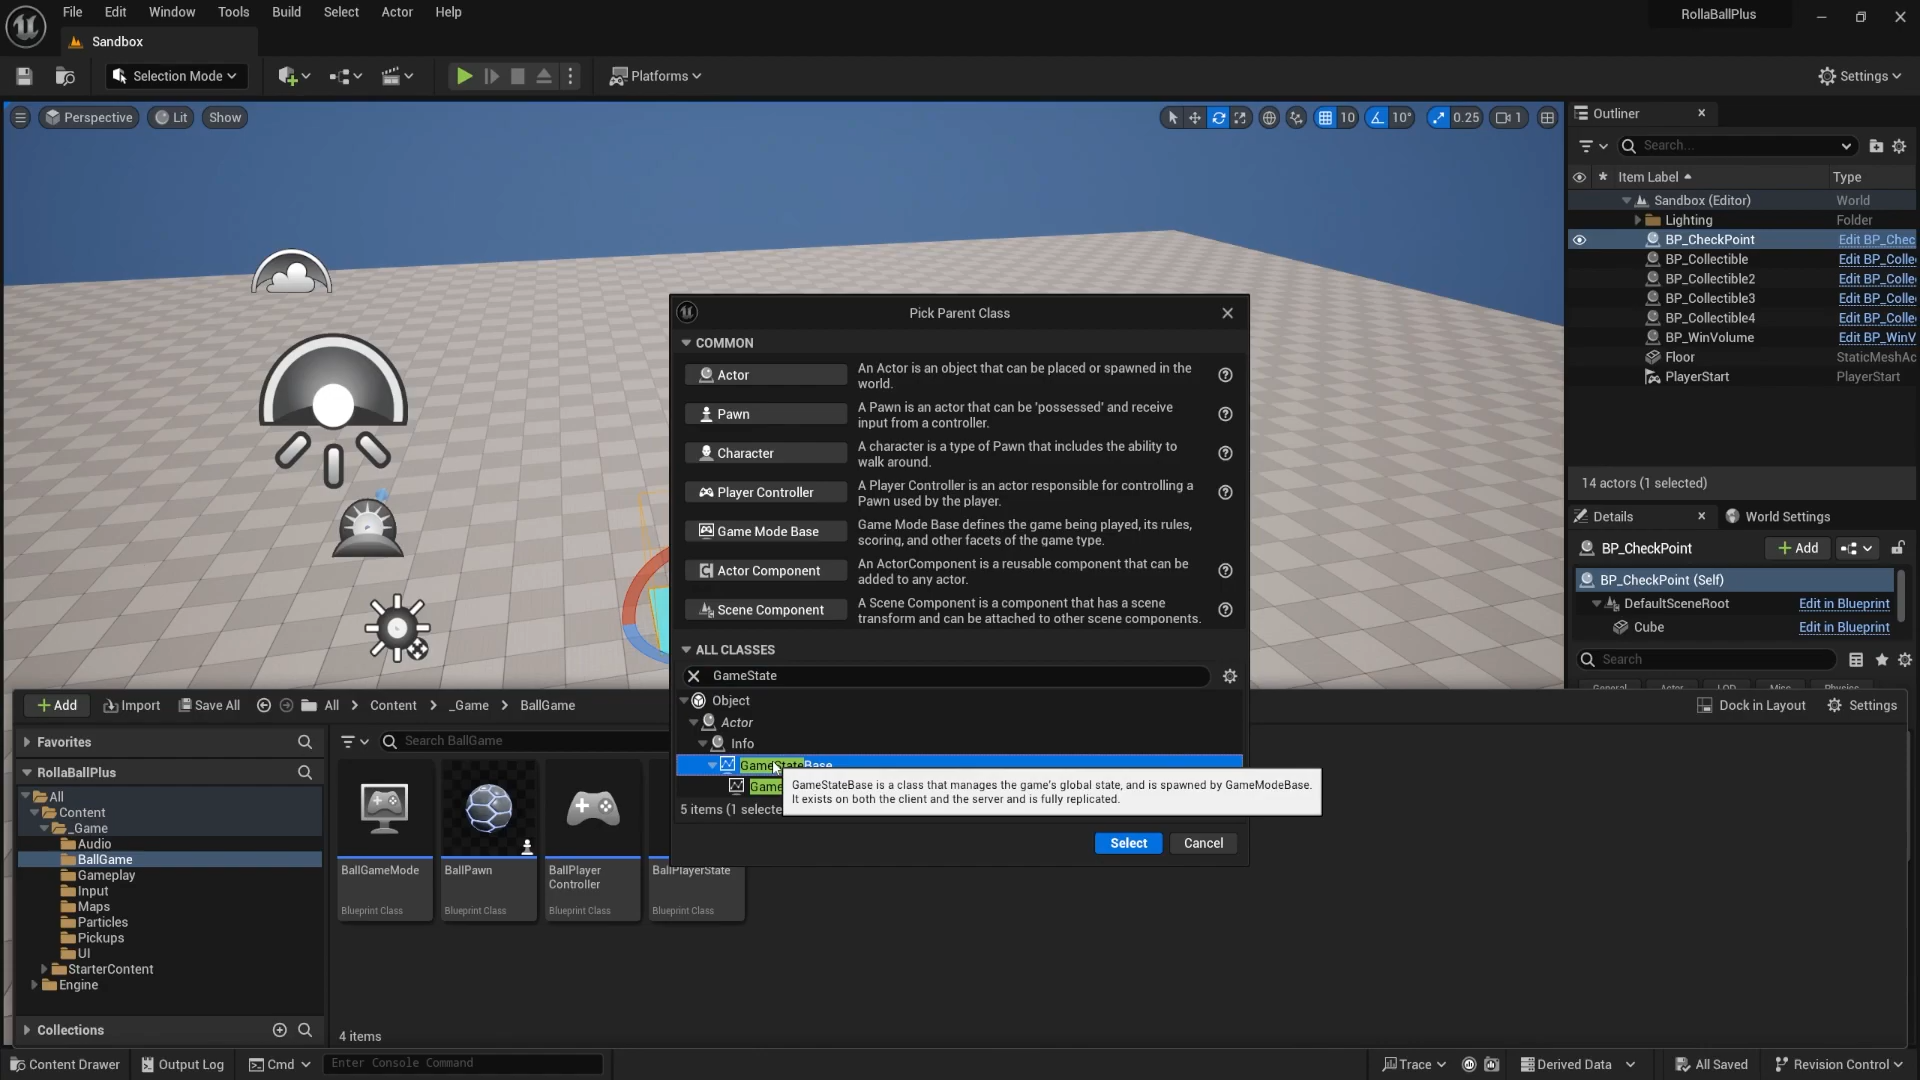 File Edit Window Tools Build Select Actor Help
RollaBallPlus
Sandbox
Selection Mode
Platforms
Settings
Perspective Lit Show
10 10° 0.25 1
Outliner
Search...
Item Label Type
Sandbox (Editor) World
Lighting Folder
BP_CheckPoint Edit BP_Chec
BP_Collectible Edit BP_Colle
BP_Collectible2 Edit BP_Colle
BP_Collectible3 Edit BP_Colle
BP_Collectible4 Edit BP_Colle
BP_WinVolume Edit BP_WinV
Floor StaticMeshAc
PlayerStart PlayerStart
14 actors (1 selected)
Details World Settings
BP_CheckPoint Add
BP_CheckPoint (Self)
DefaultSceneRoot Edit in Blueprint
Cube Edit in Blueprint
Search
General Actor LOD Misc Physics
Pick Parent Class
COMMON
Actor
An Actor is an object that can be placed or spawned in the
world.
Pawn
A Pawn is an actor that can be 'possessed' and receive
input from a controller.
Character
A character is a type of Pawn that includes the ability to
walk around.
Player Controller
A Player Controller is an actor responsible for controlling a
Pawn used by the player.
Game Mode Base
Game Mode Base defines the game being played, its rules,
scoring, and other facets of the game type.
Actor Component
An ActorComponent is a reusable component that can be
added to any actor.
Scene Component
A Scene Component is a component that has a scene
transform and can be attached to other scene components.
ALL CLASSES
GameState
Object
Actor
Info
GameStateBase
Game
GameStateBase is a class that manages the game's global state, and is spawned by GameModeBase.
It exists on both the client and the server and is fully replicated.
5 items (1 selecte
Select Cancel
Add Import Save All All Content _Game BallGame
Dock in Layout Settings
Favorites
Search BallGame
RollaBallPlus
All
Content
_Game
Audio
BallGame
Gameplay
Input
Maps
Particles
Pickups
UI
StarterContent
Engine
Collections
BallGameMode
Blueprint Class
BallPawn
Blueprint Class
BallPlayer
Controller
Blueprint Class
BallPlayerState
Blueprint Class
4 items
Content Drawer Output Log Cmd Enter Console Command
Trace Derived Data All Saved Revision Control